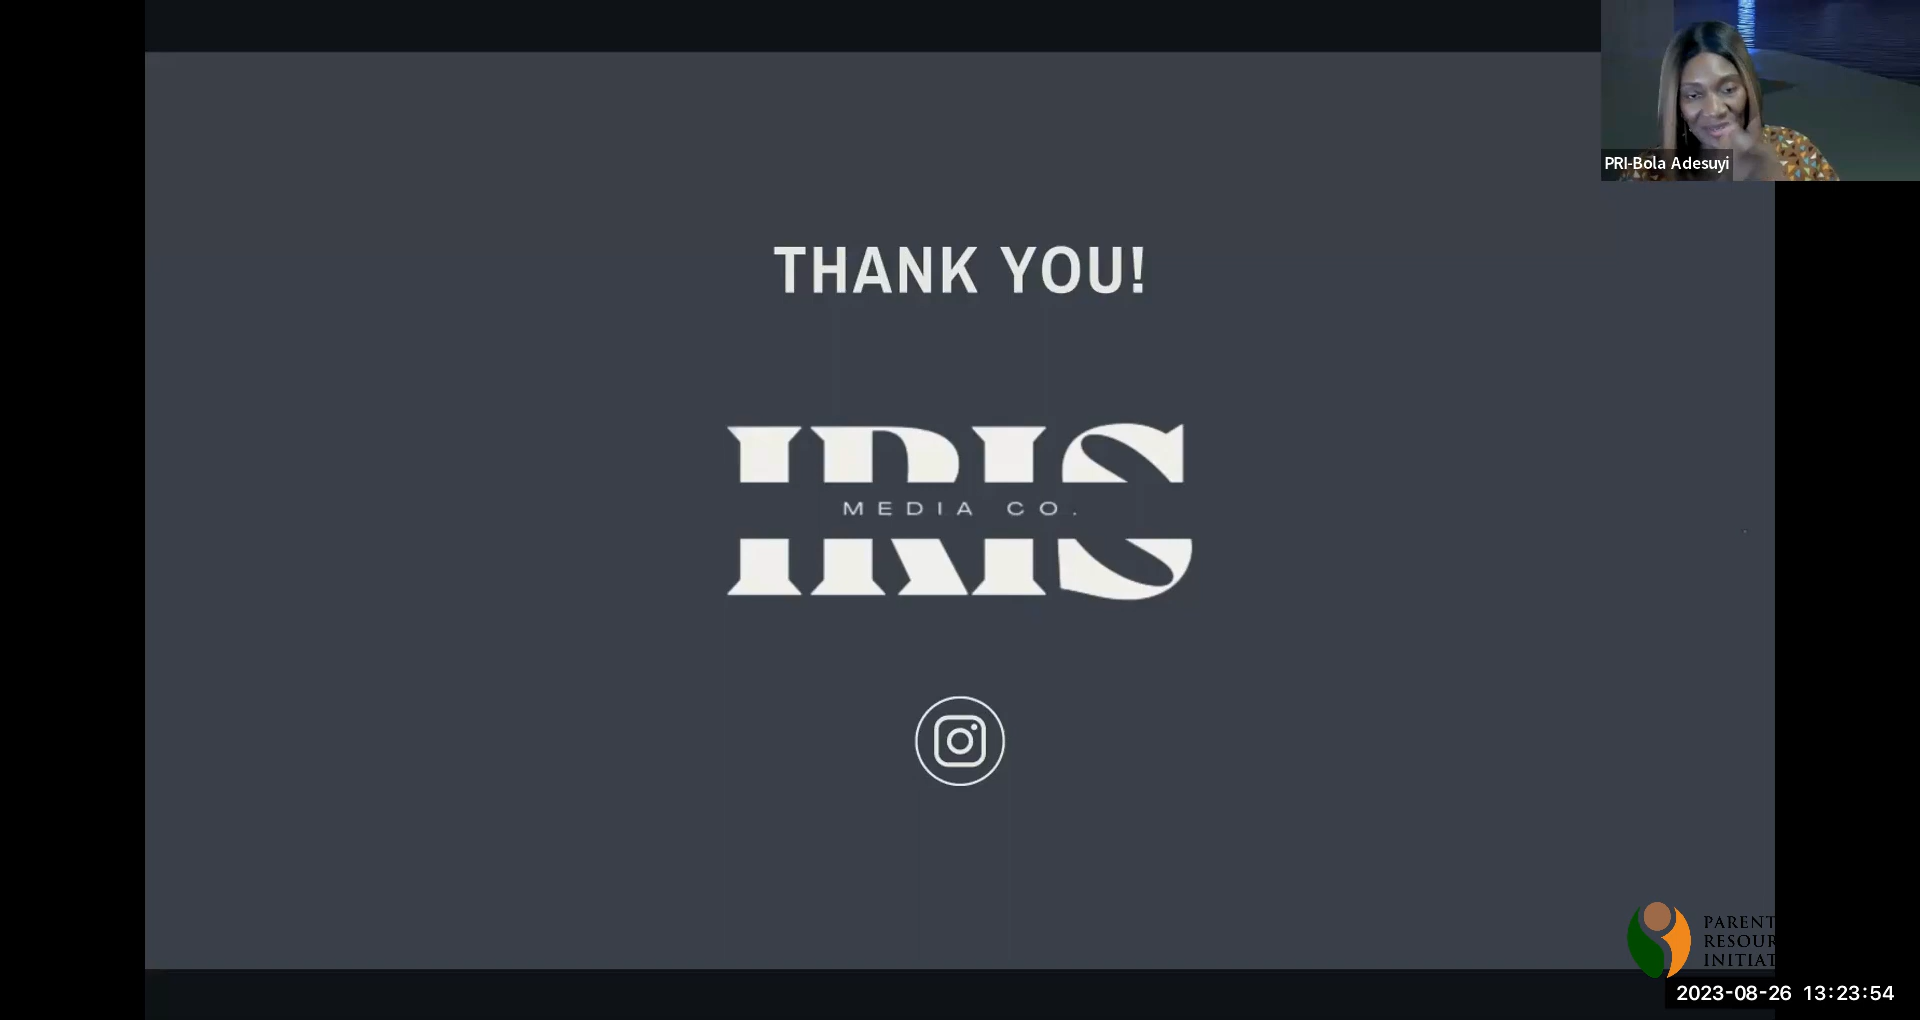 PRI-Bola Adesuyi
THANK YOU!
IRIS
MEDIA CO.
PARENT
RESOUR
INITIAT
2023-08-26 13:23:54